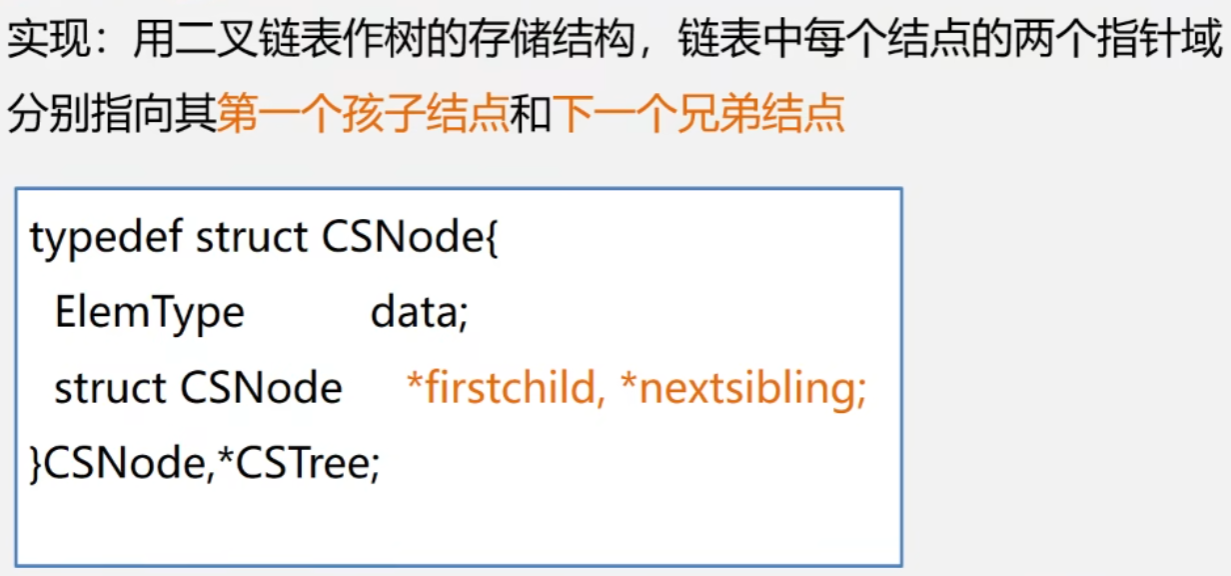 实现：用二叉链表作树的存储结构，链表中每个结点的两个指针域
分别指向其第一个孩子结点和下一个兄弟结点
typedef struct CSNode{
ElemType data;
struct CSNode *firstchild, *nextsibling;
}CSNode,*CSTree;